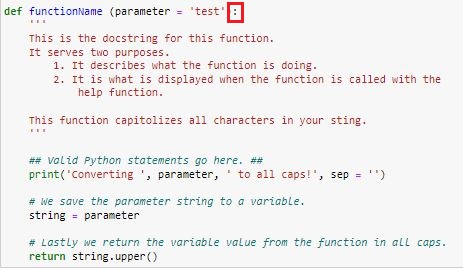 def functionName (parameter = 'test' :
'''
This is the docstring for this function.
It serves two purposes.
1. It describes what the function is doing.
2. It is what is displayed when the function is called with the
help function.
This function capitolizes all characters in your sting.
'''
## Valid Python statements go here. ##
print('Converting ', parameter, ' to all caps!', sep = '')
# We save the parameter string to a variable.
string = parameter
# Lastly we return the variable value from the function in all caps.
return string.upper()